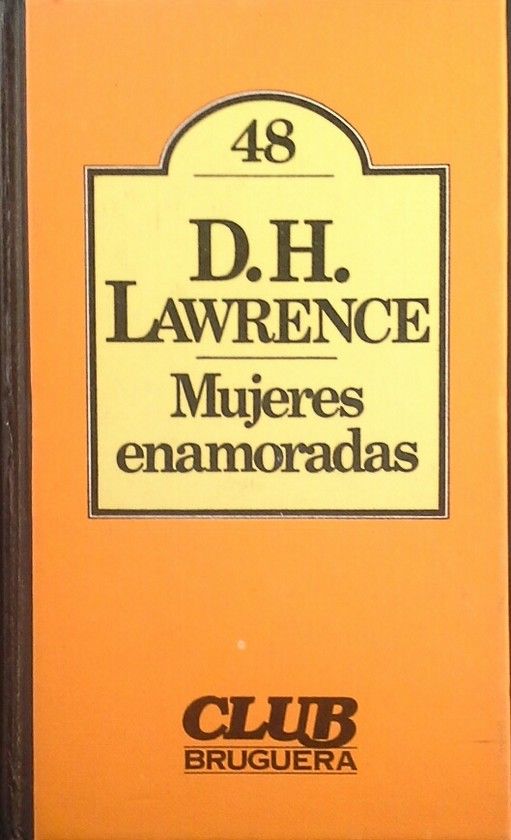 48
D.H.
LAWRENCE
Mujeres
enamoradas
CLUB
BRUGUERA